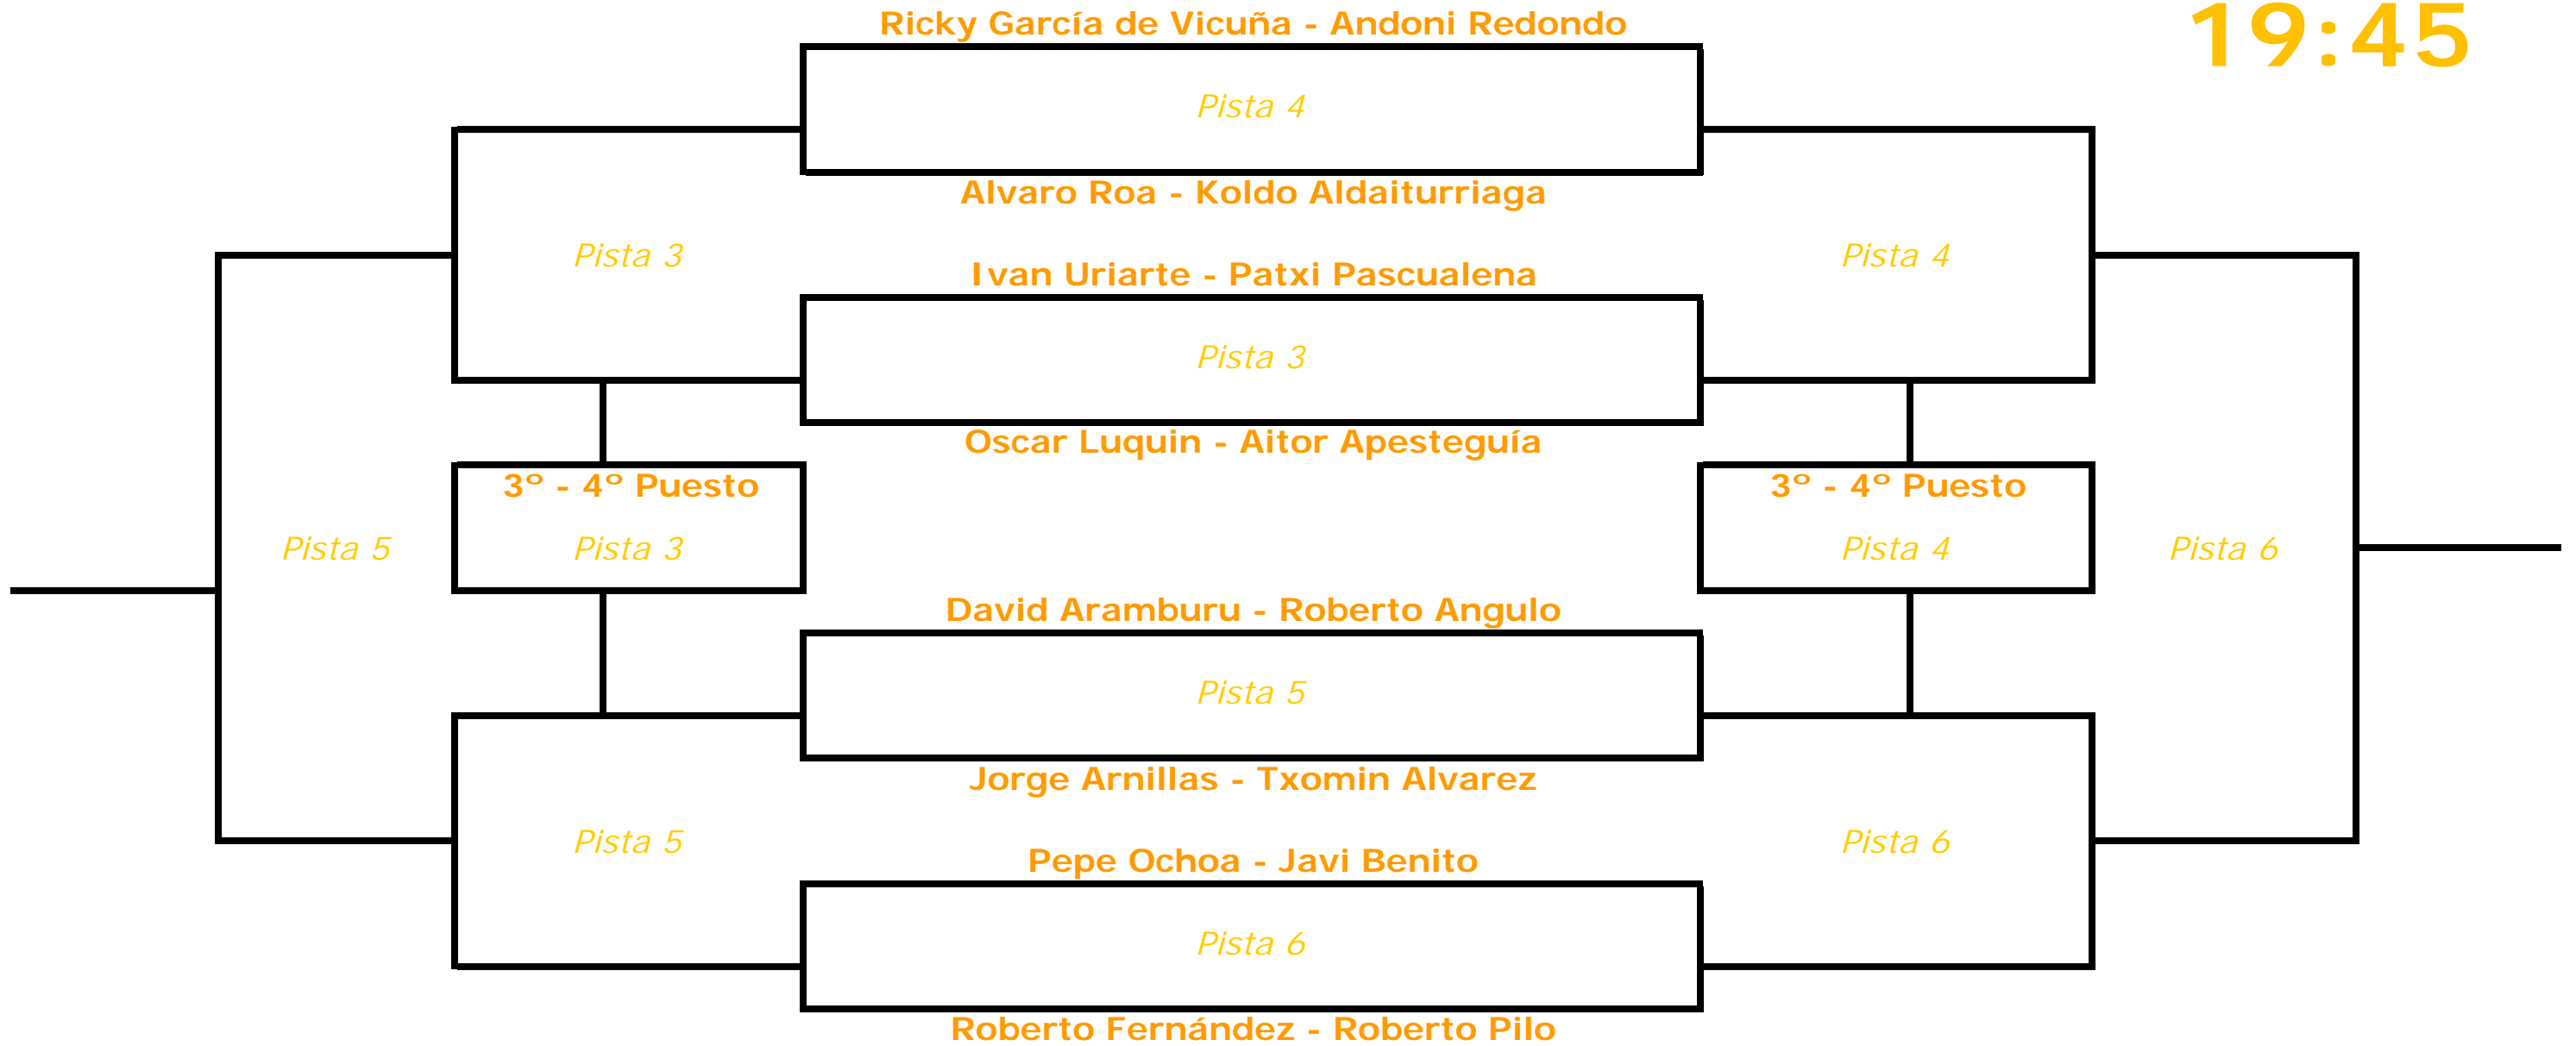 19:45
Ricky García de Vicuña - Andoni Redondo
Pista 4
Alvaro Roa - Koldo Aldaiturriaga
Pista 3
Pista 4
Ivan Uriarte - Patxi Pascualena
Pista 3
Oscar Luquin - Aitor Apesteguía
3º - 4º Puesto
3º - 4º Puesto
Pista 5
Pista 3
Pista 4
Pista 6
David Aramburu - Roberto Angulo
Pista 5
Jorge Arnillas - Txomin Alvarez
Pista 5
Pista 6
Pepe Ochoa - Javi Benito
Pista 6
Roberto Fernández - Roberto Pilo